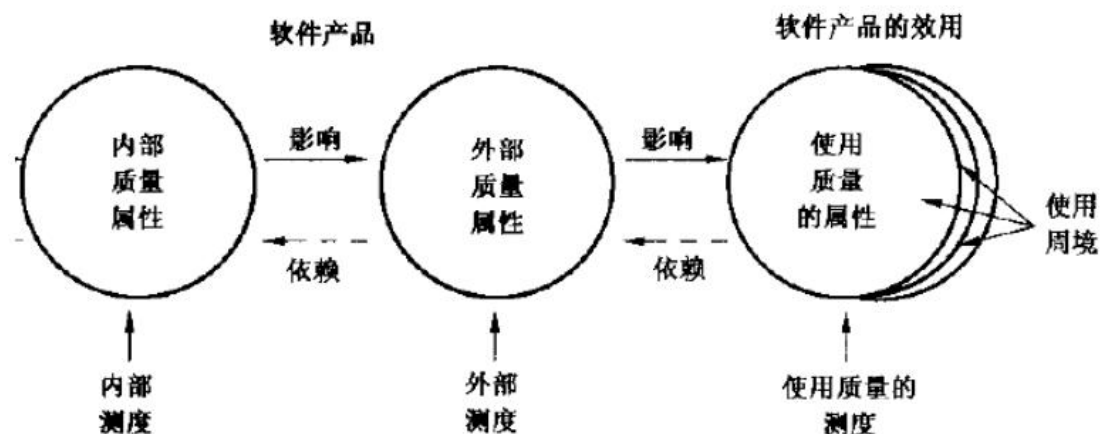 软件产品
软件产品的效用
内部
质量
属性
影响
依赖
外部
质量
属性
影响
依赖
使用
质量
的属性
使用
周境
内部
测度
外部
测度
使用质量的
测度